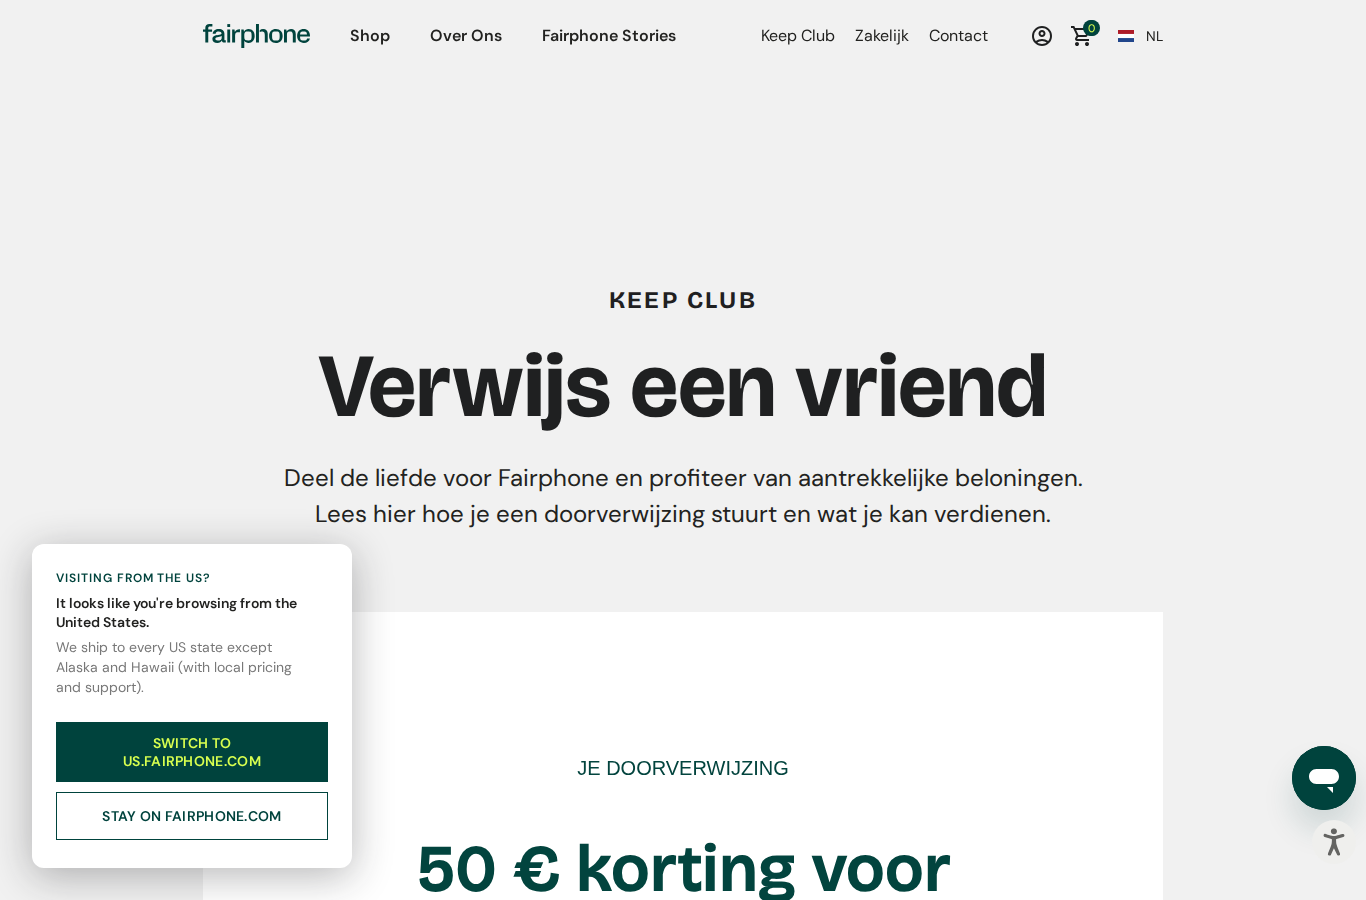 fairphone
Shop
Over Ons
Fairphone Stories
Keep Club
Zakelijk
Contact
0
NL
KEEP CLUB
Verwijs een vriend
Deel de liefde voor Fairphone en profiteer van aantrekkelijke beloningen.
Lees hier hoe je een doorverwijzing stuurt en wat je kan verdienen.
VISITING FROM THE US?
It looks like you're browsing from the
United States.
We ship to every US state except
Alaska and Hawaii (with local pricing
and support).
SWITCH TO
US.FAIRPHONE.COM
STAY ON FAIRPHONE.COM
JE DOORVERWIJZING
50 € korting voor